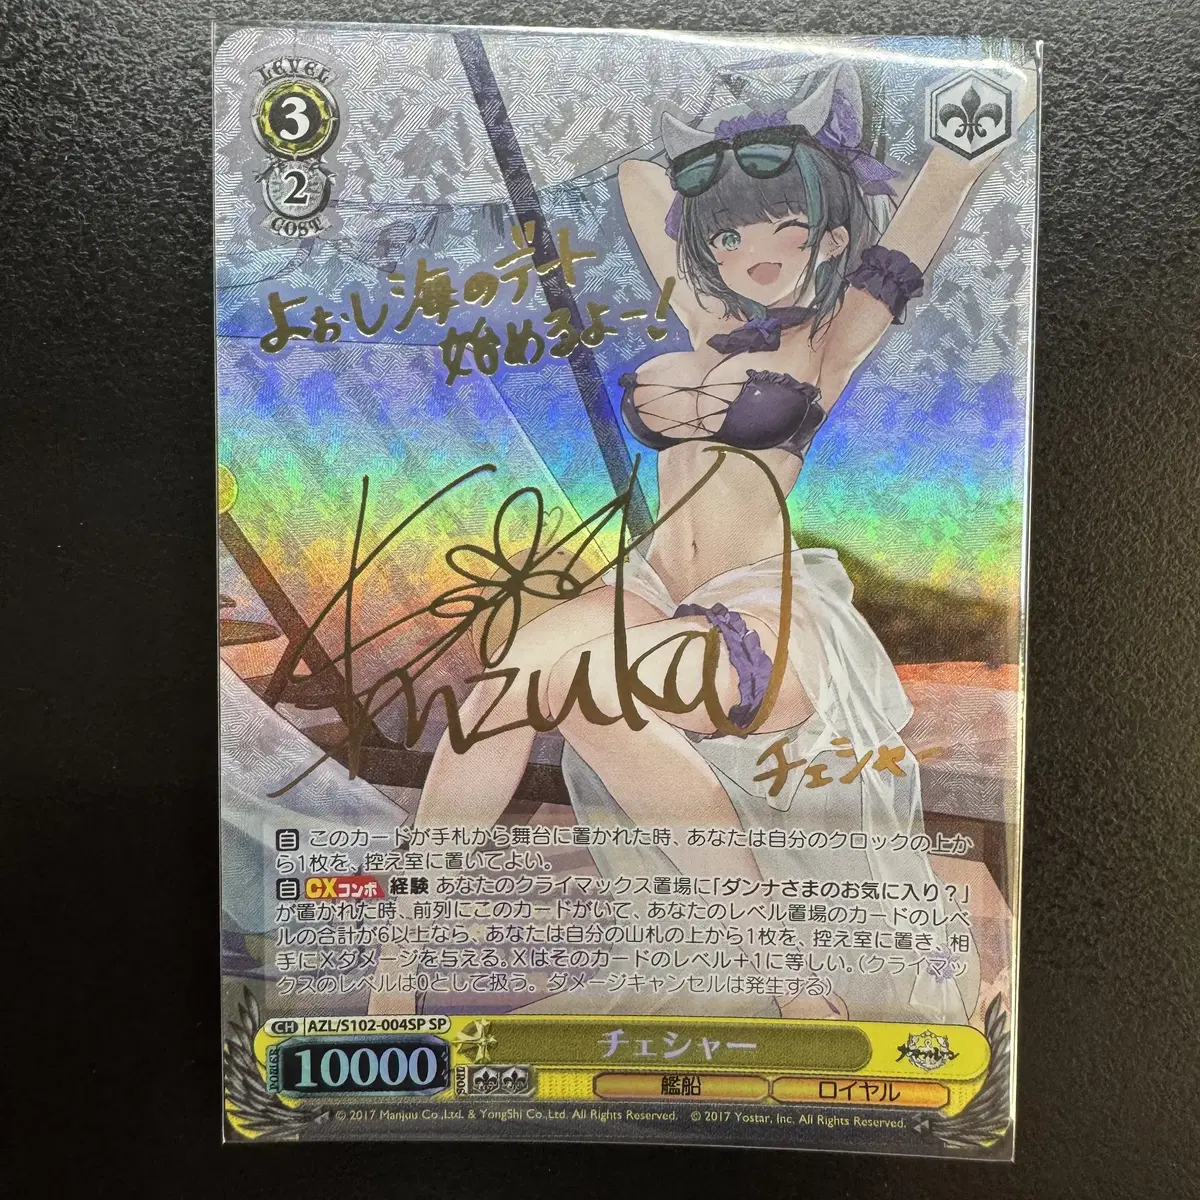 LEVEL
3
2
COST
よぉし海のデート
始めるよー!
Anzuka
チェシャー
自 このカードが手札から舞台に置かれた時、あなたは自分のクロックの上か
ら1枚を、控え室に置いてよい。
自 CXコンボ 経験 あなたのクライマックス置場に「ダンナさまのお気に入り？」
が置かれた時、前列にこのカードがいて、あなたのレベル置場のカードのレベ
ルの合計が6以上なら、あなたは自分の山札の上から1枚を、控え室に置き、相
手にXダメージを与える。Xはそのカードのレベル＋1に等しい。(クライマッ
クスのレベルは0として扱う。ダメージキャンセルは発生する)
CH AZL/S102-004SP SP
チェシャー
POWER 10000 SOUL
艦船 ロイヤル
© 2017 Manjuu Co.,Ltd. & YongShi Co.,Ltd. All Rights Reserved. © 2017 Yostar, Inc. All Rights Reserved.